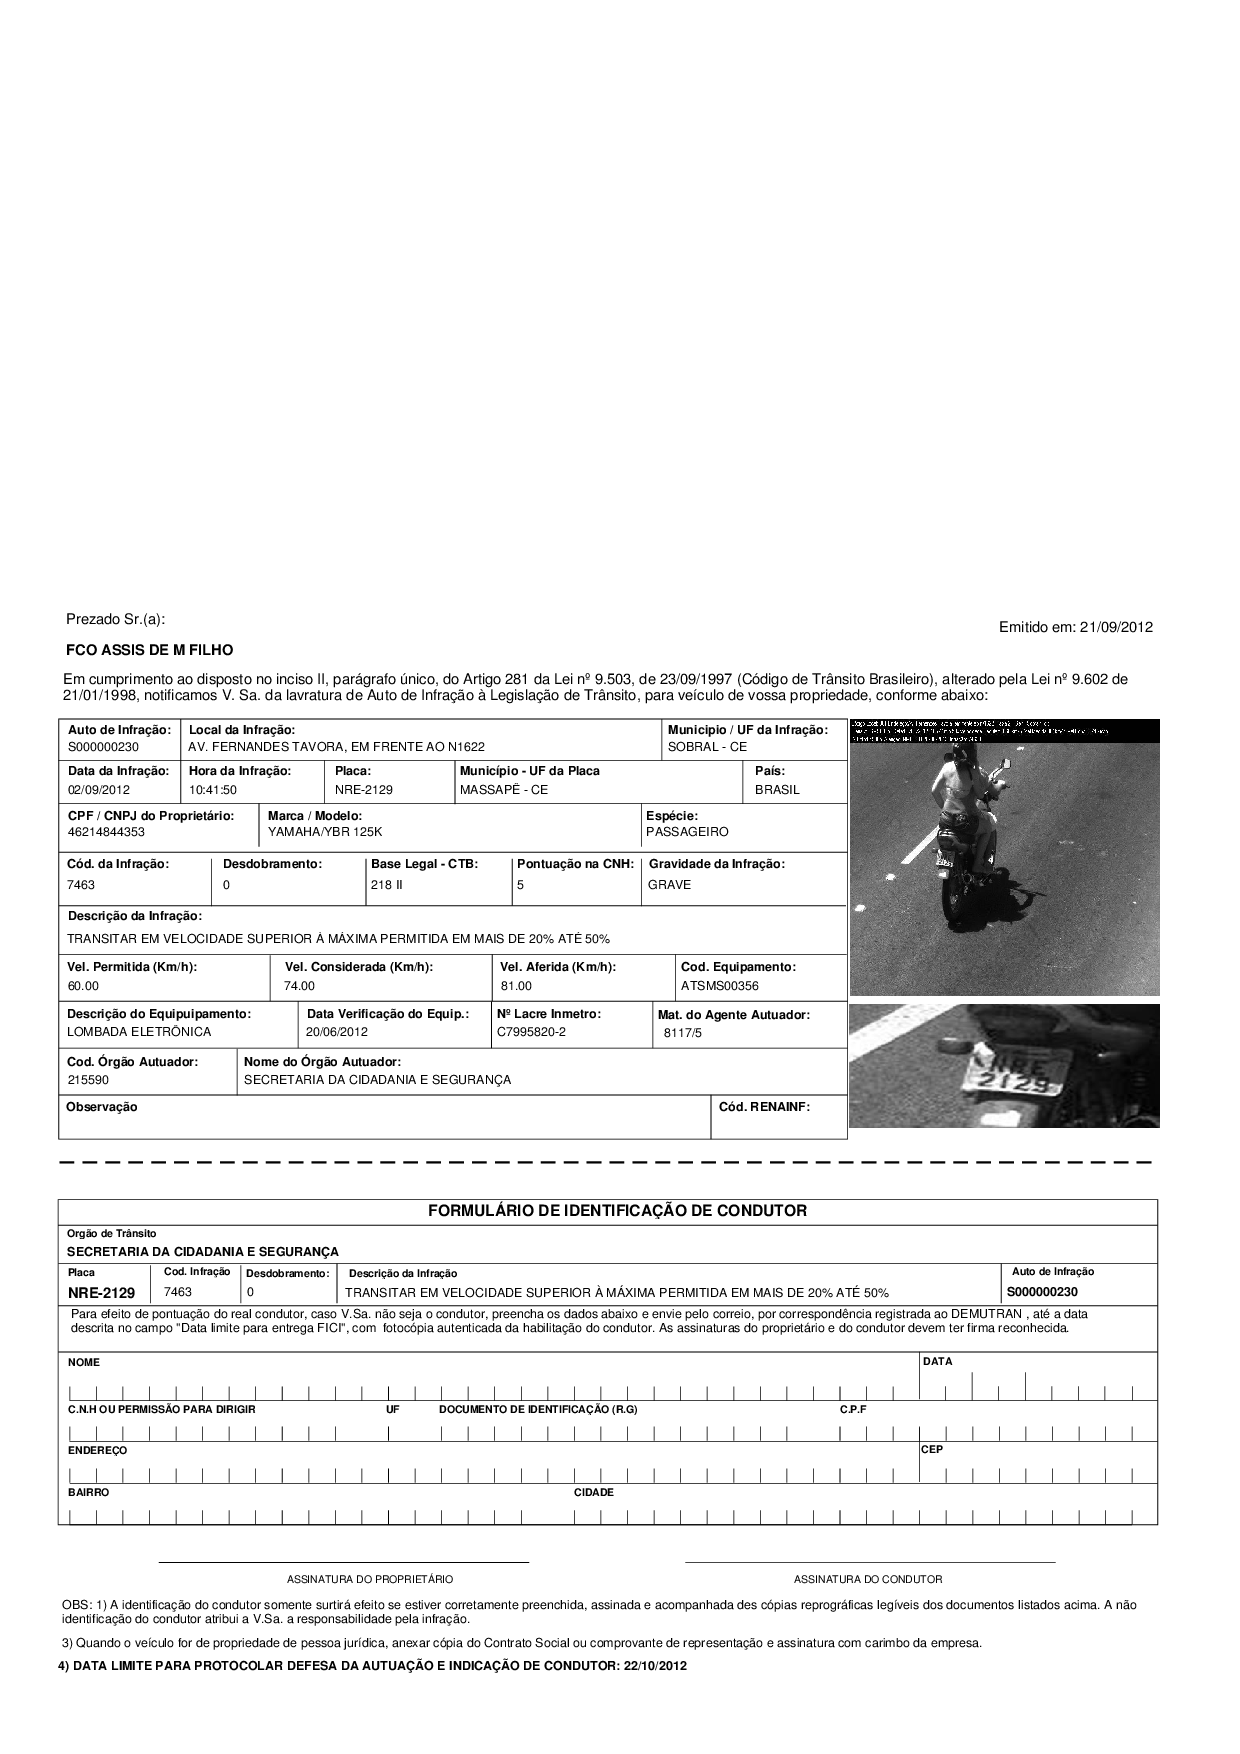 Prezado Sr.(a):
Emitido em: 21/09/2012
FCO ASSIS DE M FILHO
Em cumprimento ao disposto no inciso II, parágrafo único, do Artigo 281 da Lei nº 9.503, de 23/09/1997 (Código de Trânsito Brasileiro), alterado pela Lei nº 9.602 de
21/01/1998, notificamos V. Sa. da lavratura de Auto de Infração à Legislação de Trânsito, para veículo de vossa propriedade, conforme abaixo:
Auto de Infração: Local da Infração: Municipio / UF da Infração:
S000000230 AV. FERNANDES TAVORA, EM FRENTE AO N1622 SOBRAL - CE
Data da Infração: Hora da Infração: Placa: Município - UF da Placa País:
02/09/2012 10:41:50 NRE-2129 MASSAPÊ - CE BRASIL
CPF / CNPJ do Proprietário: Marca / Modelo: Espécie:
46214844353 YAMAHA/YBR 125K PASSAGEIRO
Cód. da Infração: Desdobramento: Base Legal - CTB: Pontuação na CNH: Gravidade da Infração:
7463 0 218 II 5 GRAVE
Descrição da Infração:
TRANSITAR EM VELOCIDADE SUPERIOR À MÁXIMA PERMITIDA EM MAIS DE 20% ATÉ 50%
Vel. Permitida (Km/h): Vel. Considerada (Km/h): Vel. Aferida (Km/h): Cod. Equipamento:
60.00 74.00 81.00 ATSMS00356
Descrição do Equipuipamento: Data Verificação do Equip.: Nº Lacre Inmetro: Mat. do Agente Autuador:
LOMBADA ELETRÔNICA 20/06/2012 C7995820-2 8117/5
Cod. Órgão Autuador: Nome do Órgão Autuador:
215590 SECRETARIA DA CIDADANIA E SEGURANÇA
Observação Cód. RENAINF:
NRE
2129
FORMULÁRIO DE IDENTIFICAÇÃO DE CONDUTOR
Orgão de Trânsito
SECRETARIA DA CIDADANIA E SEGURANÇA
Placa Cod. Infração Desdobramento: Descrição da Infração Auto de Infração
NRE-2129 7463 0 TRANSITAR EM VELOCIDADE SUPERIOR À MÁXIMA PERMITIDA EM MAIS DE 20% ATÉ 50% S000000230
Para efeito de pontuação do real condutor, caso V.Sa. não seja o condutor, preencha os dados abaixo e envie pelo correio, por correspondência registrada ao DEMUTRAN , até a data
descrita no campo "Data limite para entrega FICI", com fotocópia autenticada da habilitação do condutor. As assinaturas do proprietário e do condutor devem ter firma reconhecida.
NOME DATA
C.N.H OU PERMISSÃO PARA DIRIGIR UF DOCUMENTO DE IDENTIFICAÇÃO (R.G) C.P.F
ENDEREÇO CEP
BAIRRO CIDADE
ASSINATURA DO PROPRIETÁRIO ASSINATURA DO CONDUTOR
OBS: 1) A identificação do condutor somente surtirá efeito se estiver corretamente preenchida, assinada e acompanhada des cópias reprográficas legíveis dos documentos listados acima. A não
identificação do condutor atribui a V.Sa. a responsabilidade pela infração.
3) Quando o veículo for de propriedade de pessoa jurídica, anexar cópia do Contrato Social ou comprovante de representação e assinatura com carimbo da empresa.
4) DATA LIMITE PARA PROTOCOLAR DEFESA DA AUTUAÇÃO E INDICAÇÃO DE CONDUTOR: 22/10/2012